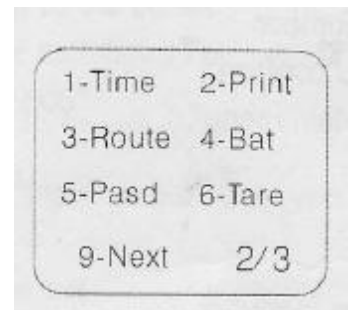 1-Time 2-Print
3-Route 4-Bat
5-Pasd 6-Tare
9-Next 2/3